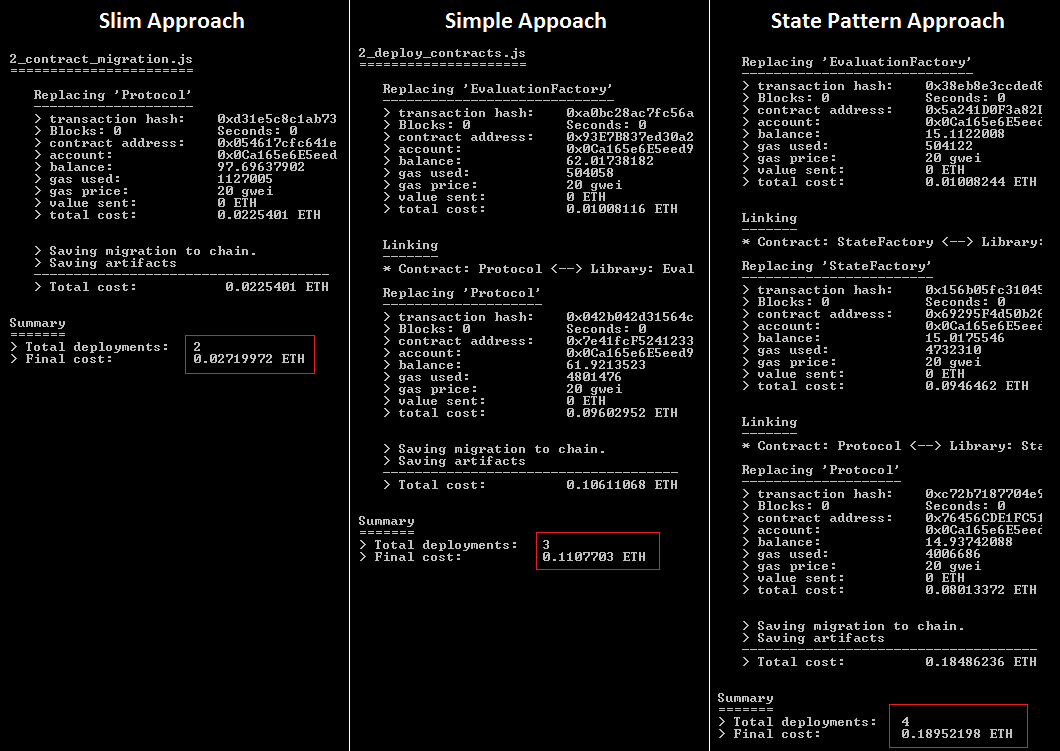 Slim Approach
2_contract_migration.js
=======================
Replacing 'Protocol'
--------------------
> transaction hash: 0xd31e5c8c1ab73
> Blocks: 0 Seconds: 0
> contract address: 0x054617cfc641e
> account: 0x0Ca165e6E5eed
> balance: 97.69637902
> gas used: 1127005
> gas price: 20 gwei
> value sent: 0 ETH
> total cost: 0.0225401 ETH
> Saving migration to chain.
> Saving artifacts
-------------------------------------
> Total cost: 0.0225401 ETH
Summary
=======
> Total deployments: 2
> Final cost: 0.02719972 ETH
Simple Appoach
2_deploy_contracts.js
=====================
Replacing 'EvaluationFactory'
-----------------------------
> transaction hash: 0xa0bc28ac7fc56a
> Blocks: 0 Seconds: 0
> contract address: 0x93E7B837ed30a2
> account: 0x0Ca165e6E5eed9
> balance: 62.01738182
> gas used: 504058
> gas price: 20 gwei
> value sent: 0 ETH
> total cost: 0.01008116 ETH
Linking
-------
* Contract: Protocol <--> Library: Eval
Replacing 'Protocol'
--------------------
> transaction hash: 0x042b042d31564c
> Blocks: 0 Seconds: 0
> contract address: 0x7e41fcF5241233
> account: 0x0Ca165e6E5eed9
> balance: 61.9213523
> gas used: 4801476
> gas price: 20 gwei
> value sent: 0 ETH
> total cost: 0.09602952 ETH
> Saving migration to chain.
> Saving artifacts
-------------------------------------
> Total cost: 0.10611068 ETH
Summary
=======
> Total deployments: 3
> Final cost: 0.1107703 ETH
State Pattern Approach
Replacing 'EvaluationFactory'
-----------------------------
> transaction hash: 0x38eb8e3ccded8
> Blocks: 0 Seconds: 0
> contract address: 0x5a241D0F3a82I
> account: 0x0Ca165e6E5eed
> balance: 15.1122008
> gas used: 504122
> gas price: 20 gwei
> value sent: 0 ETH
> total cost: 0.01008244 ETH
Linking
-------
* Contract: StateFactory <--> Library:
Replacing 'StateFactory'
------------------------
> transaction hash: 0x156b05fc31045
> Blocks: 0 Seconds: 0
> contract address: 0x69295F4d50b26
> account: 0x0Ca165e6E5eed
> balance: 15.0175546
> gas used: 4732310
> gas price: 20 gwei
> value sent: 0 ETH
> total cost: 0.0946462 ETH
Linking
-------
* Contract: Protocol <--> Library: Sta
Replacing 'Protocol'
--------------------
> transaction hash: 0xc72b7187704e9
> Blocks: 0 Seconds: 0
> contract address: 0x76456CDE1FC51
> account: 0x0Ca165e6E5eed
> balance: 14.93742088
> gas used: 4006686
> gas price: 20 gwei
> value sent: 0 ETH
> total cost: 0.08013372 ETH
> Saving migration to chain.
> Saving artifacts
-------------------------------------
> Total cost: 0.18486236 ETH
Summary
=======
> Total deployments: 4
> Final cost: 0.18952198 ETH